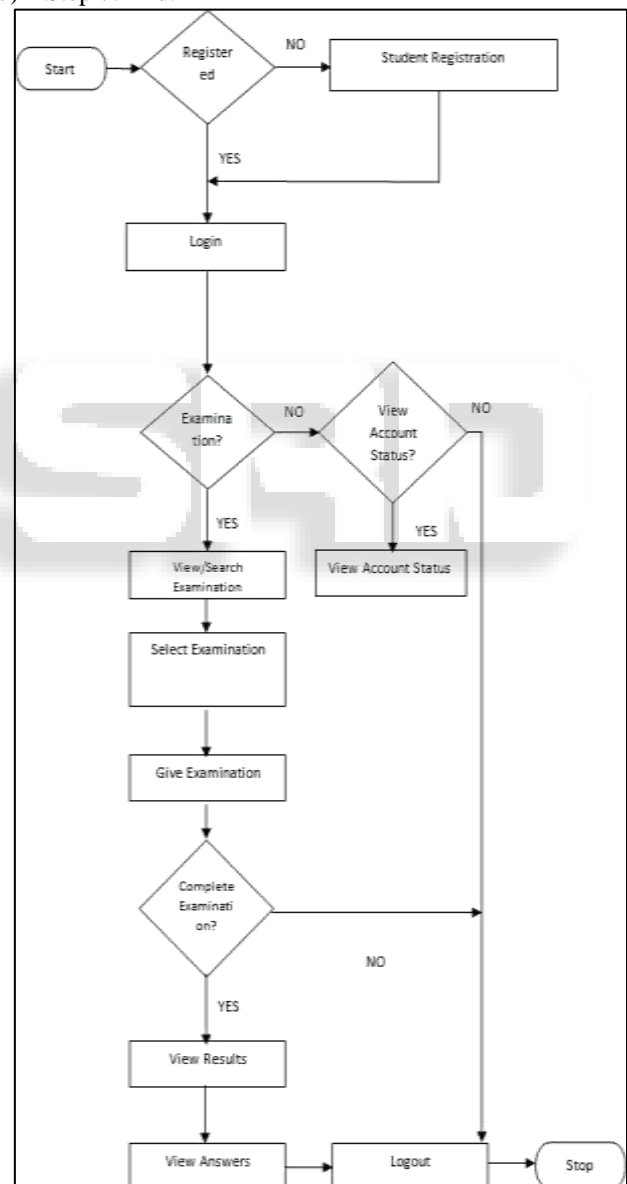 Start
Register
ed
NO
Student Registration
YES
Login
Examina
tion?
NO
View
Account
Status?
NO
YES
YES
View/Search
Examination
View Account Status
Select Examination
Give Examination
Complete
Examinati
on?
NO
YES
View Results
View Answers
Logout
Stop